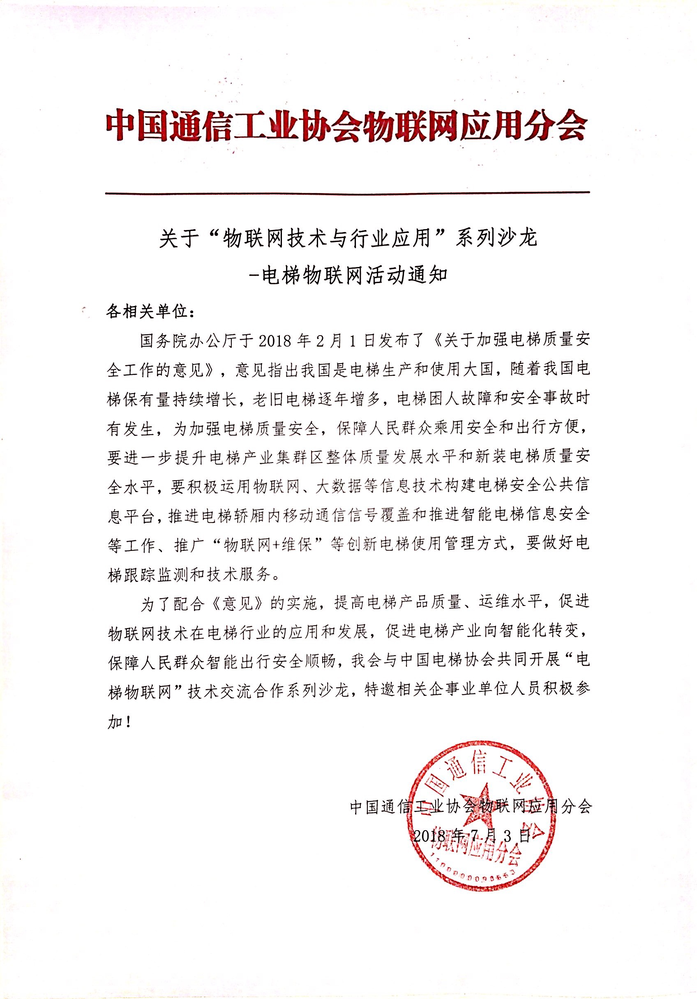 中国通信工业协会物联网应用分会
关于“物联网技术与行业应用”系列沙龙
-电梯物联网活动通知
各相关单位：
国务院办公厅于 2018 年 2 月 1 日发布了《关于加强电梯质量安
全工作的意见》，意见指出我国是电梯生产和使用大国，随着我国电
梯保有量持续增长，老旧电梯逐年增多，电梯困人故障和安全事故时
有发生，为加强电梯质量安全，保障人民群众乘用安全和出行方便，
要进一步提升电梯产业集群区整体质量发展水平和新装电梯质量安
全水平，要积极运用物联网、大数据等信息技术构建电梯安全公共信
息平台，推进电梯轿厢内移动通信信号覆盖和推进智能电梯信息安全
等工作、推广“物联网+维保”等创新电梯使用管理方式，要做好电
梯跟踪监测和技术服务。
为了配合《意见》的实施，提高电梯产品质量、运维水平，促进
物联网技术在电梯行业的应用和发展，促进电梯产业向智能化转变，
保障人民群众智能出行安全顺畅，我会与中国电梯协会共同开展“电
梯物联网”技术交流合作系列沙龙，特邀相关企事业单位人员积极参
加！
中国通信工业协会物联网应用分会
2018 年 7 月 3 日
中国通信工业协会
物联网应用分会